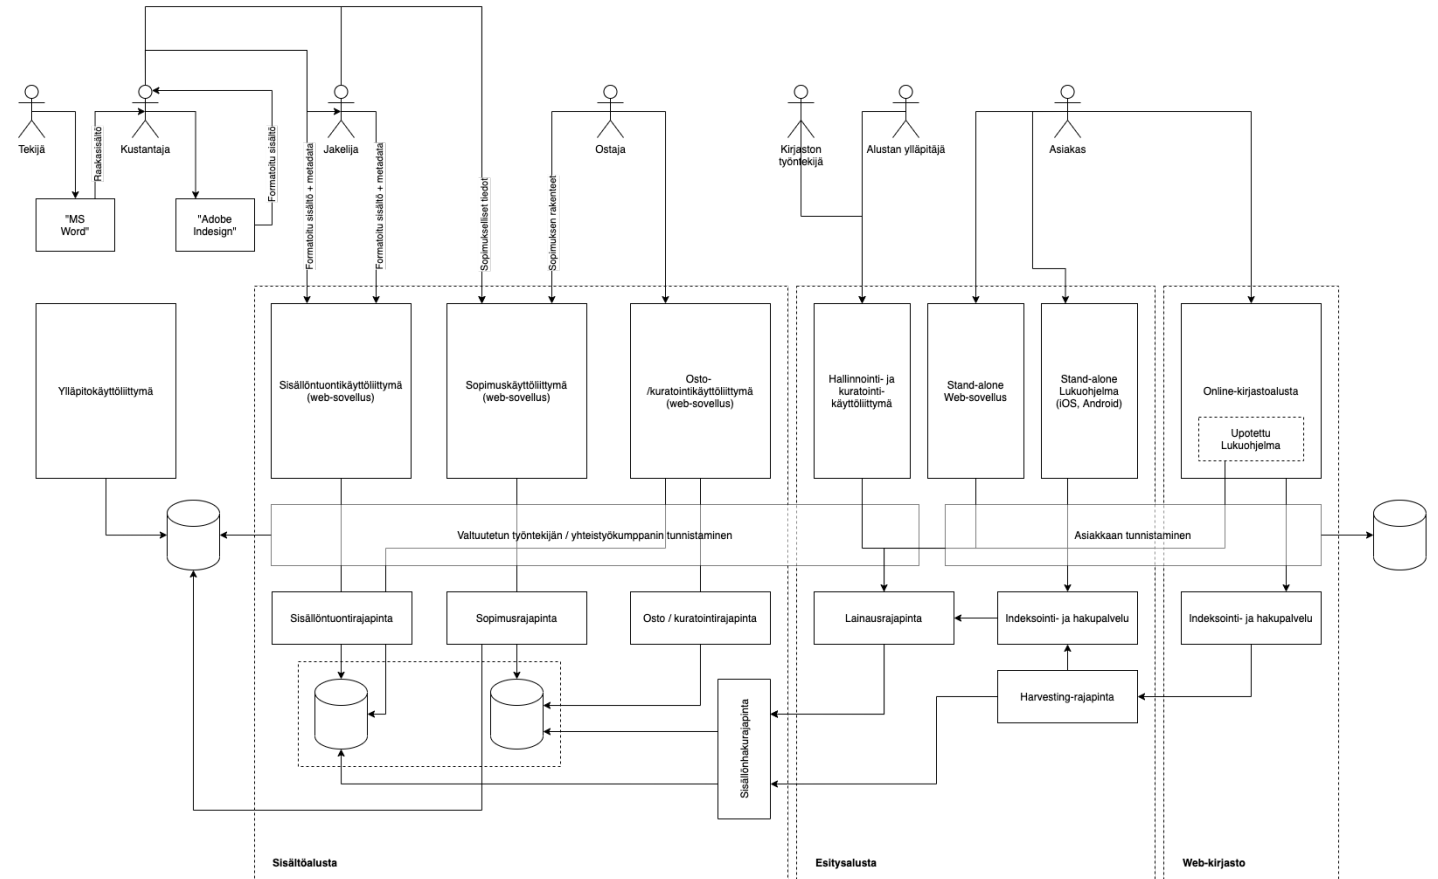 Tekijä
Kustantaja
Jakelija
Ostaja
Kirjaston
työntekijä
Alustan ylläpitäjä
Asiakas
Raakasisältö
Formatoitu sisältö
Formatoitu sisältö + metadata
Formatoitu sisältö + metadata
Sopimukselliset tiedot
Sopimuksen rakenteet
"MS
Word"
"Adobe
Indesign"
Ylläpitokäyttöliittymä
Sisällöntuontikäyttöliittymä
(web-sovellus)
Sopimuskäyttöliittymä
(web-sovellus)
Osto-
/kuratointikäyttöliittymä
(web-sovellus)
Hallinnointi- ja
kuratointi-
käyttöliittymä
Stand-alone
Web-sovellus
Stand-alone
Lukuohjelma
(iOS, Android)
Online-kirjastoalusta
Upotettu
Lukuohjelma
Valtuutetun työntekijän / yhteistyökumppanin tunnistaminen
Asiakkaan tunnistaminen
Sisällöntuontirajapinta
Sopimusrajapinta
Osto / kuratointirajapinta
Lainausrajapinta
Indeksointi- ja hakupalvelu
Indeksointi- ja hakupalvelu
Harvesting-rajapinta
Sisällönhakurajapinta
Sisältöalusta
Esitysalusta
Web-kirjasto